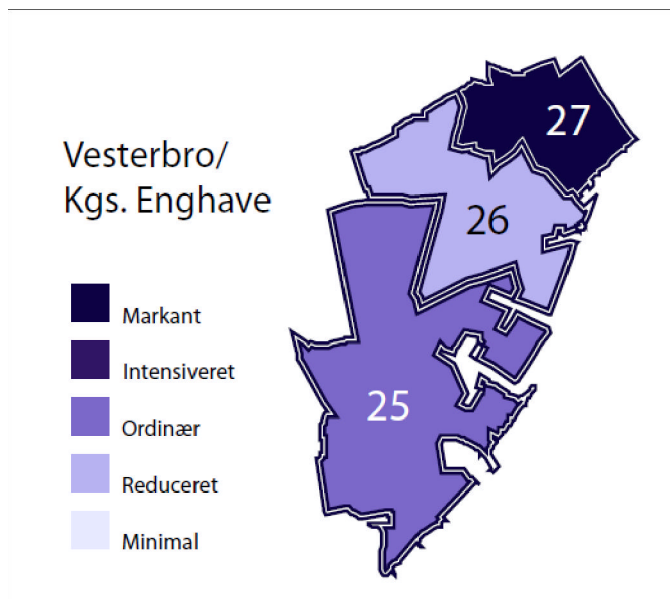 Vesterbro/
Kgs. Enghave
Markant
Intensiveret
Ordinær
Reduceret
Minimal
27
26
25